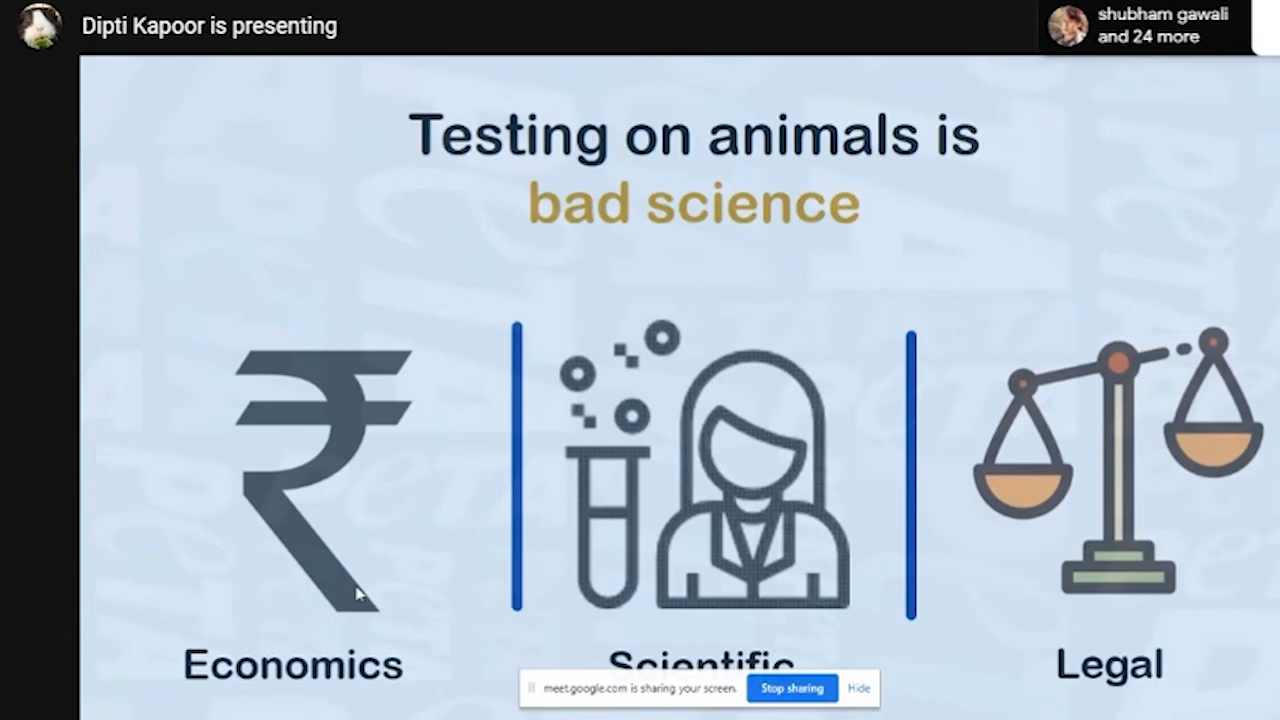 Dipti Kapoor is presenting
shubham gawali
and 24 more
Testing on animals is
bad science
₹
Economics
Scientific
Legal
meet.google.com is sharing your screen.
Stop sharing
Hide